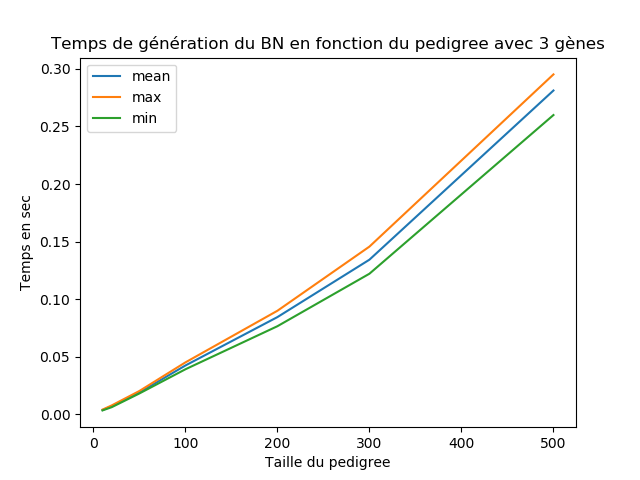 Temps de génération du BN en fonction du pedigree avec 3 gènes
mean
max
min
0.30
0.25
0.20
0.15
0.10
0.05
0.00
Temps en sec
0 100 200 300 400 500
Taille du pedigree